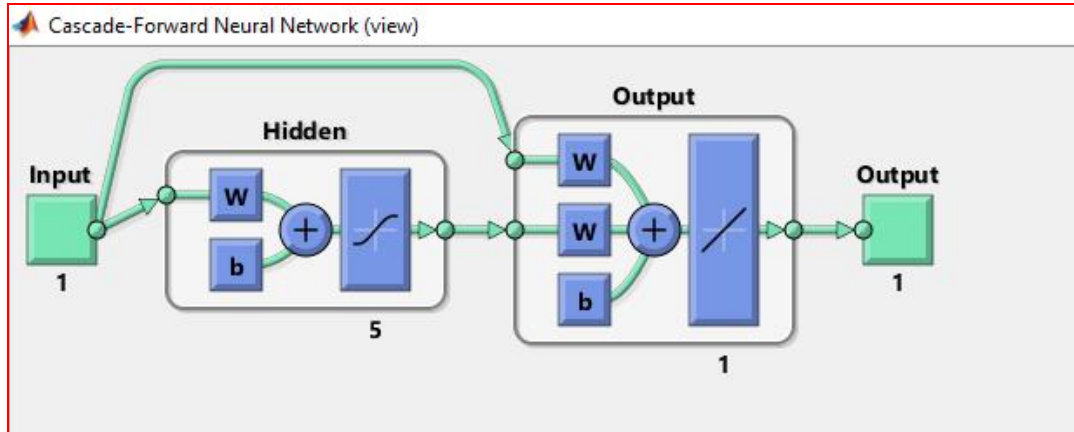 Cascade-Forward Neural Network (view)
Input
1
Hidden
W
b
+
5
Output
W
W
b
+
1
Output
1